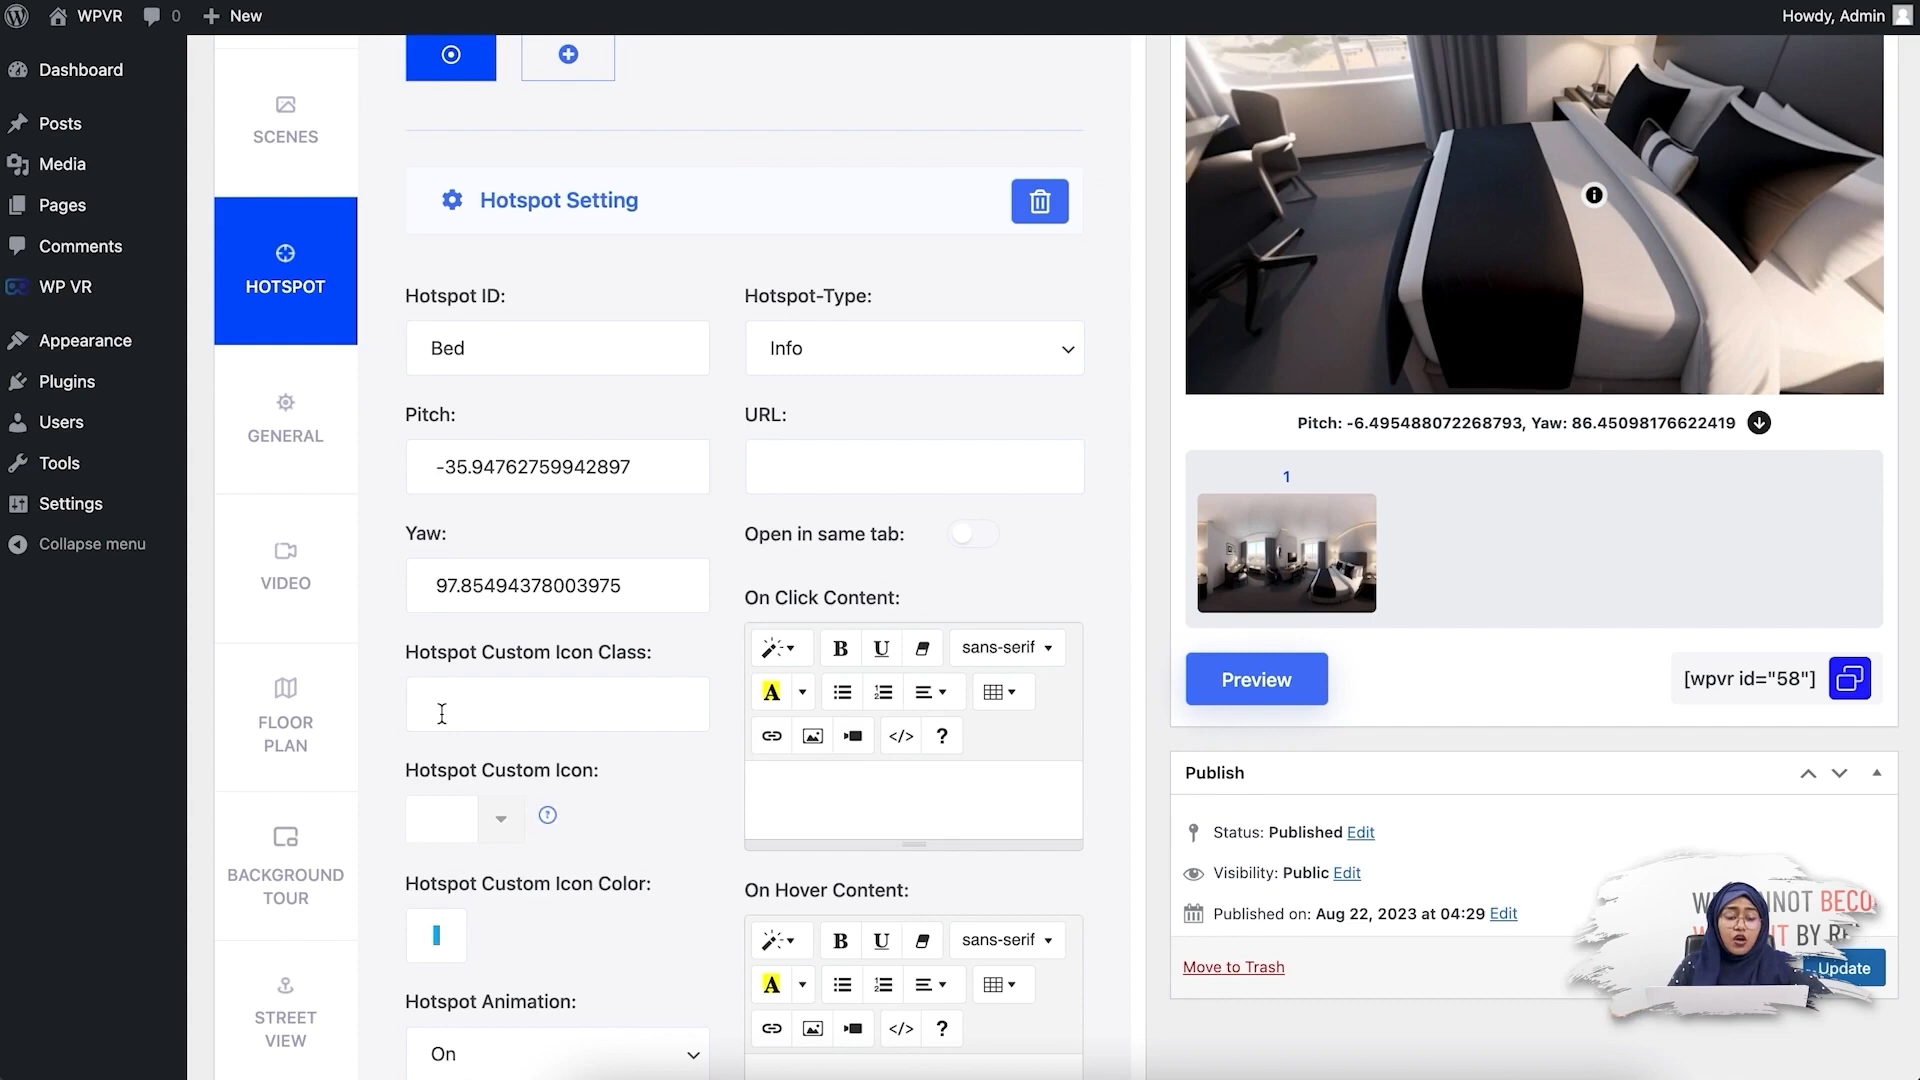 WPVR
0
New
Howdy, Admin
Dashboard
Posts
Media
Pages
Comments
WP VR
Appearance
Plugins
Users
Tools
Settings
Collapse menu
SCENES
HOTSPOT
GENERAL
VIDEO
FLOOR
PLAN
BACKGROUND
TOUR
STREET
VIEW
Hotspot Setting
Hotspot ID:
Bed
Pitch:
-35.94762759942897
Yaw:
97.85494378003975
Hotspot Custom Icon Class:
Hotspot Custom Icon:
?
Hotspot Custom Icon Color:
Hotspot Animation:
On
Hotspot-Type:
Info
URL:
Open in same tab:
On Click Content:
B U sans-serif
A
</> ?
On Hover Content:
B U sans-serif
A
</> ?
Pitch: -6.495488072268793, Yaw: 86.45098176622419
1
Preview
[wpvr id="58"]
Publish
Status: Published Edit
Visibility: Public Edit
Published on: Aug 22, 2023 at 04:29 Edit
Move to Trash
Update
BY